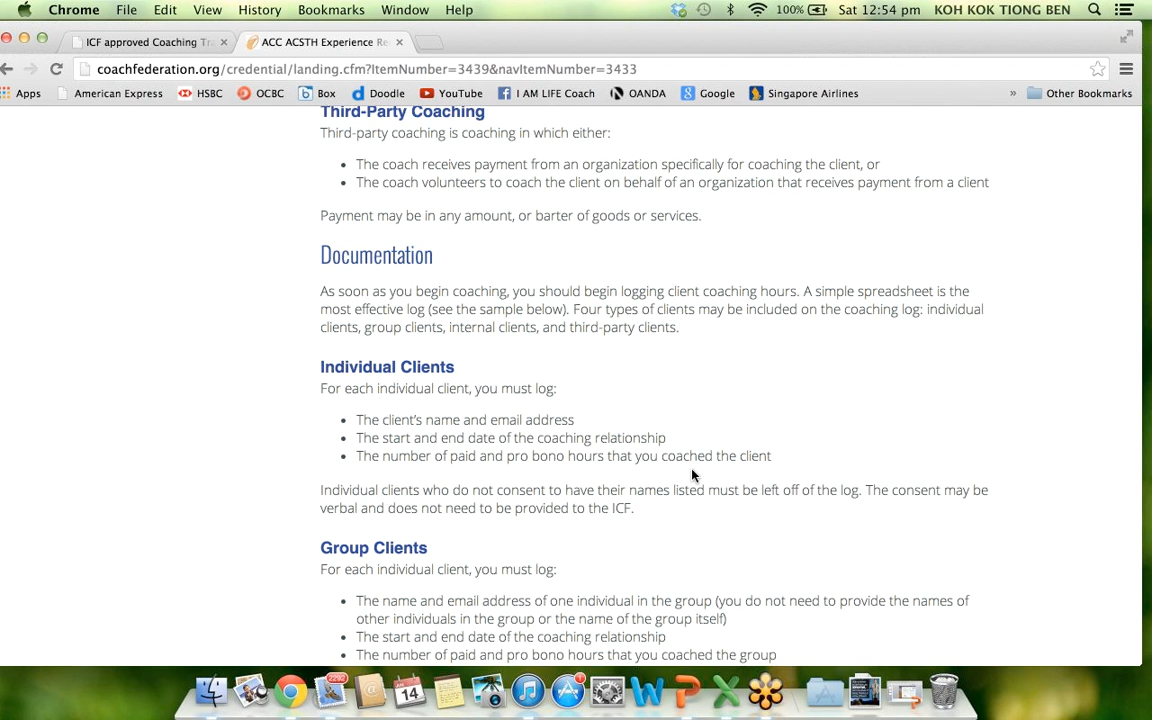 Chrome File Edit View History Bookmarks Window Help 100% Sat 12:54 pm KOH KOK TIONG BEN
ICF approved Coaching Tra × ACC ACSTH Experience Re ×
coachfederation.org/credential/landing.cfm?ItemNumber=3439&navItemNumber=3433
Apps American Express HSBC OCBC Box Doodle YouTube I AM LIFE Coach OANDA Google Singapore Airlines » Other Bookmarks
Third-Party Coaching
Third-party coaching is coaching in which either:
• The coach receives payment from an organization specifically for coaching the client, or
• The coach volunteers to coach the client on behalf of an organization that receives payment from a client
Payment may be in any amount, or barter of goods or services.
Documentation
As soon as you begin coaching, you should begin logging client coaching hours. A simple spreadsheet is the
most effective log (see the sample below). Four types of clients may be included on the coaching log: individual
clients, group clients, internal clients, and third-party clients.
Individual Clients
For each individual client, you must log:
• The client's name and email address
• The start and end date of the coaching relationship
• The number of paid and pro bono hours that you coached the client
Individual clients who do not consent to have their names listed must be left off of the log. The consent may be
verbal and does not need to be provided to the ICF.
Group Clients
For each individual client, you must log:
• The name and email address of one individual in the group (you do not need to provide the names of
other individuals in the group or the name of the group itself)
• The start and end date of the coaching relationship
• The number of paid and pro bono hours that you coached the group
2293
14
1